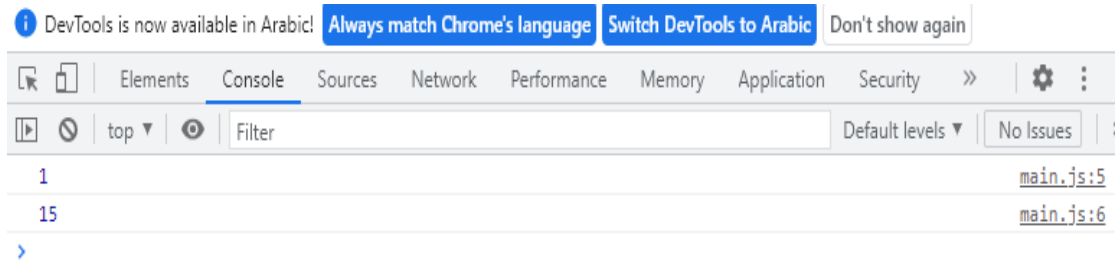 DevTools is now available in Arabic! Always match Chrome's language Switch DevTools to Arabic Don't show again
Elements Console Sources Network Performance Memory Application Security »
top ▼ Filter Default levels ▼ No Issues
1 main.js:5
15 main.js:6
›